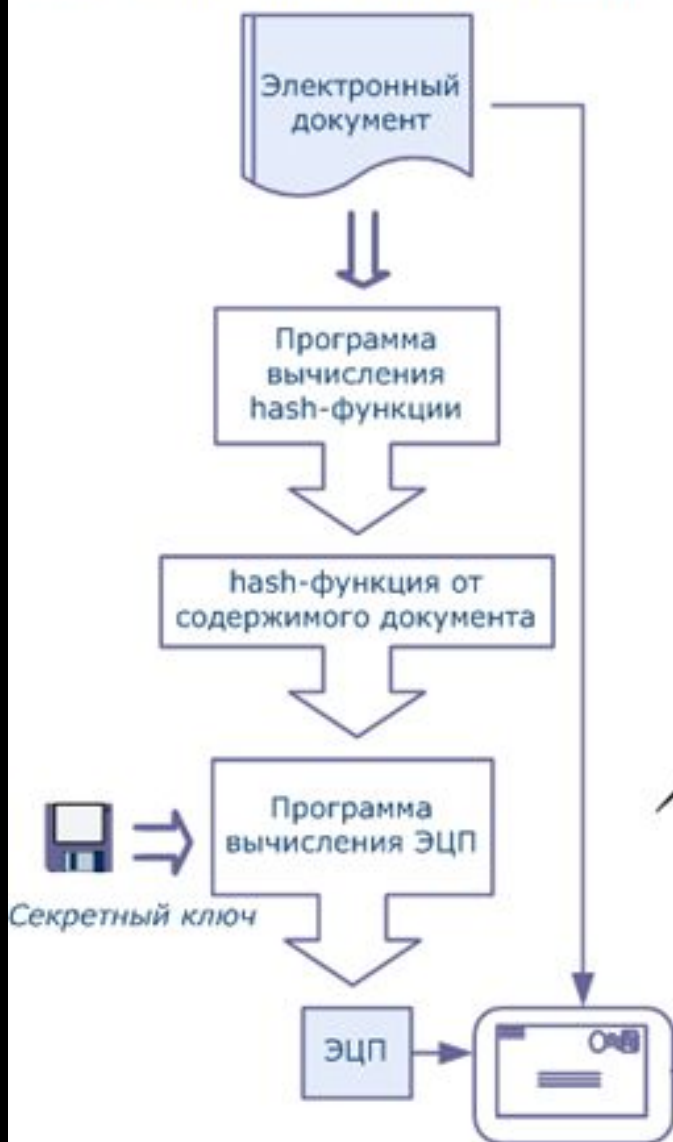 Электронный
документ
Программа
вычисления
hash-функции
hash-функция от
содержимого документа
Программа
вычисления ЭЦП
Секретный ключ
ЭЦП